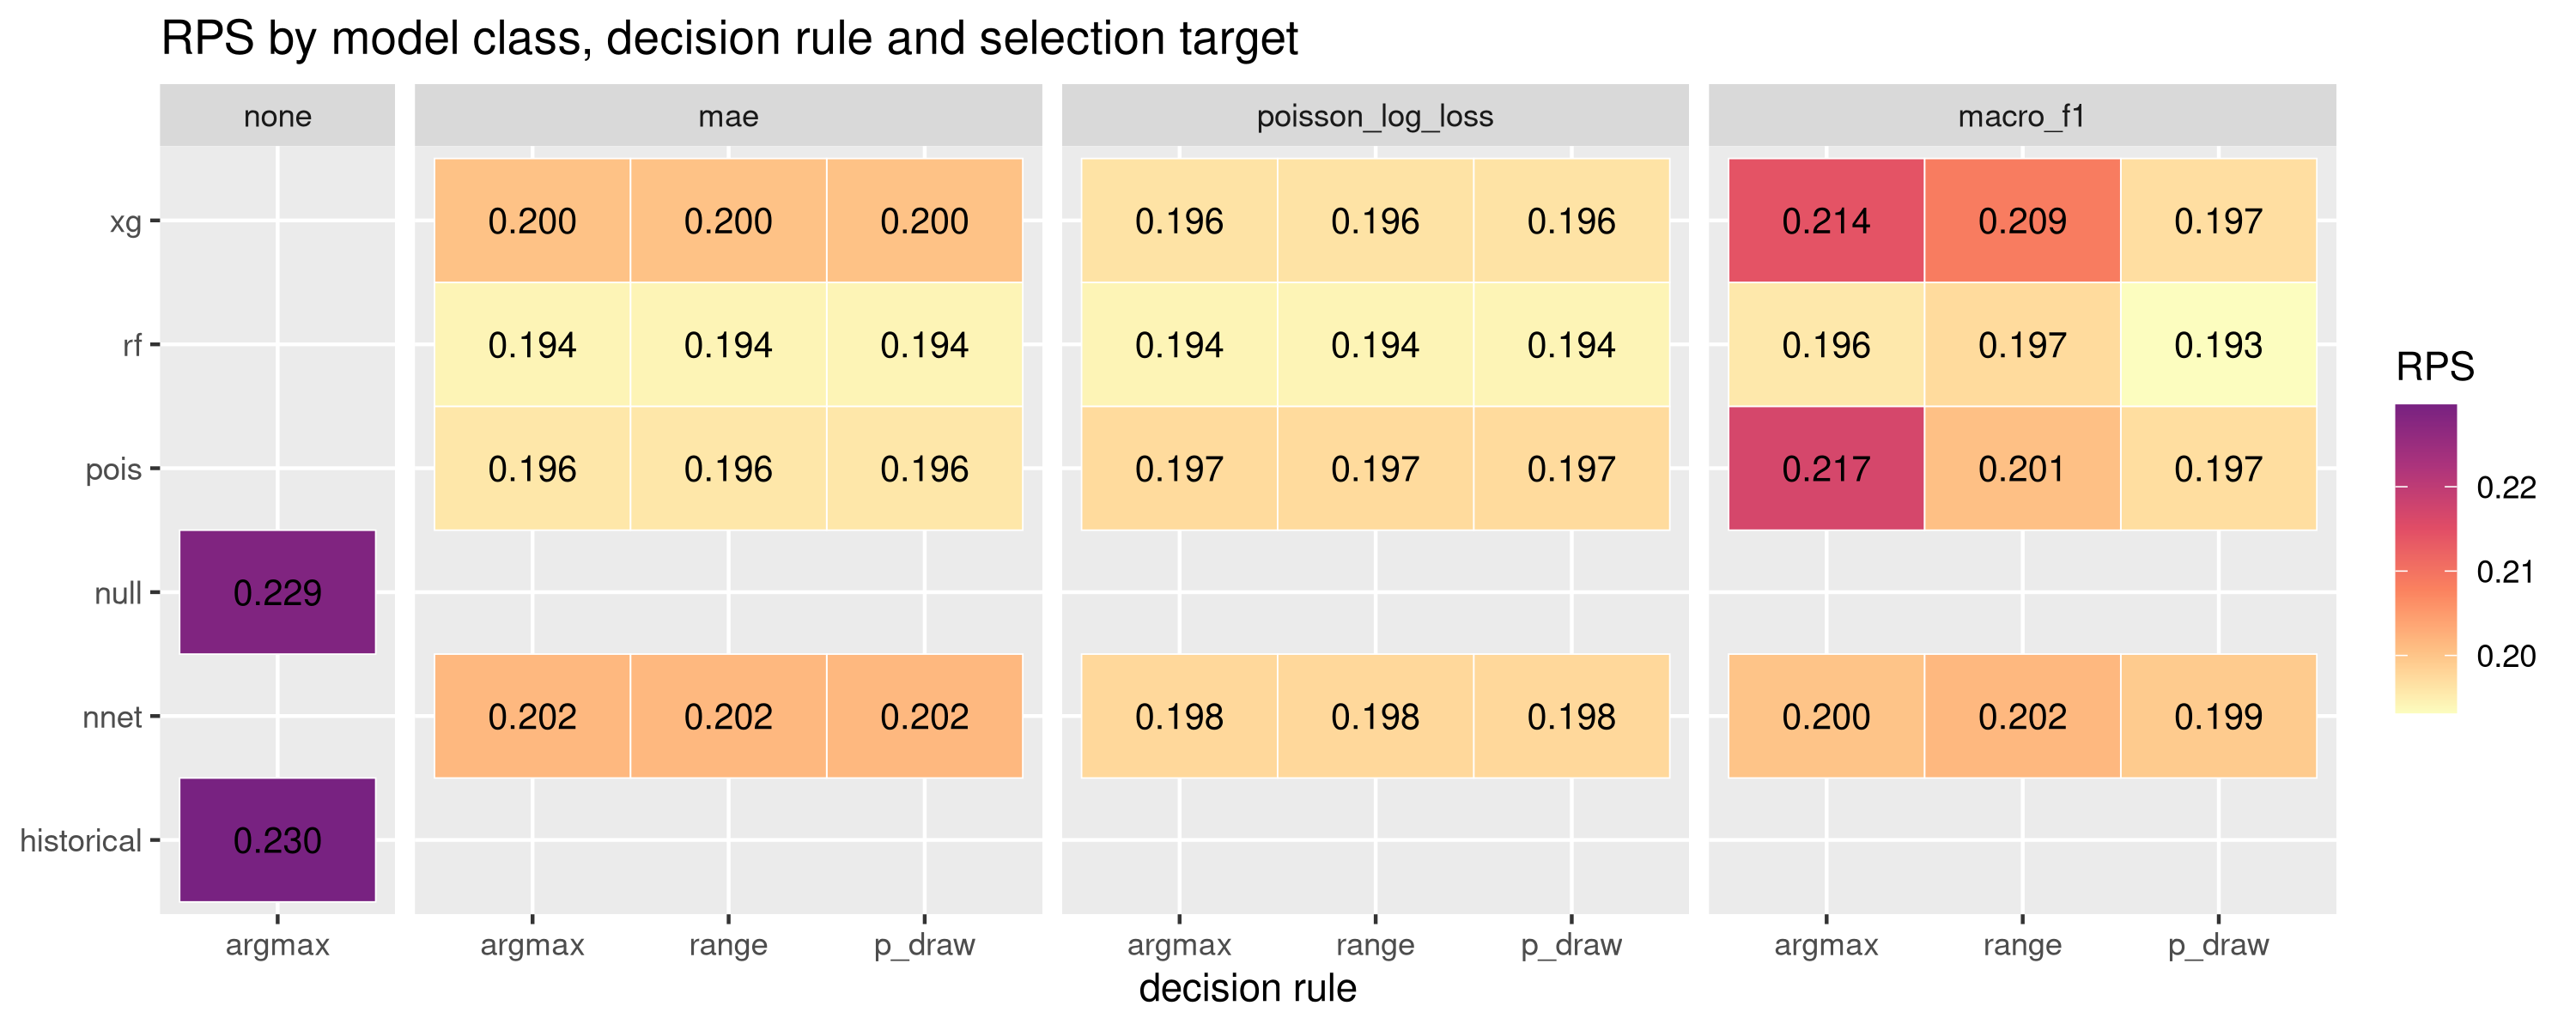 RPS by model class, decision rule and selection target
none mae poisson_log_loss macro_f1
xg 0.200 0.200 0.200 0.196 0.196 0.196 0.214 0.209 0.197
rf 0.194 0.194 0.194 0.194 0.194 0.194 0.196 0.197 0.193
pois 0.196 0.196 0.196 0.197 0.197 0.197 0.217 0.201 0.197
null 0.229
nnet 0.202 0.202 0.202 0.198 0.198 0.198 0.200 0.202 0.199
historical 0.230
argmax argmax range p_draw argmax range p_draw argmax range p_draw
decision rule
RPS
0.22
0.21
0.20